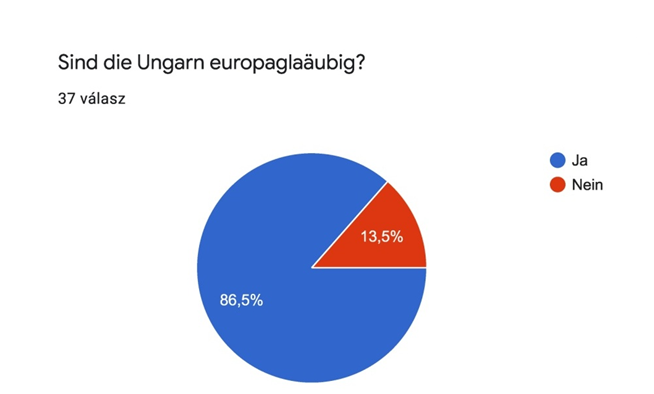 Sind die Ungarn europaglaäubig?
37 válasz
Ja
Nein
13,5%
86,5%